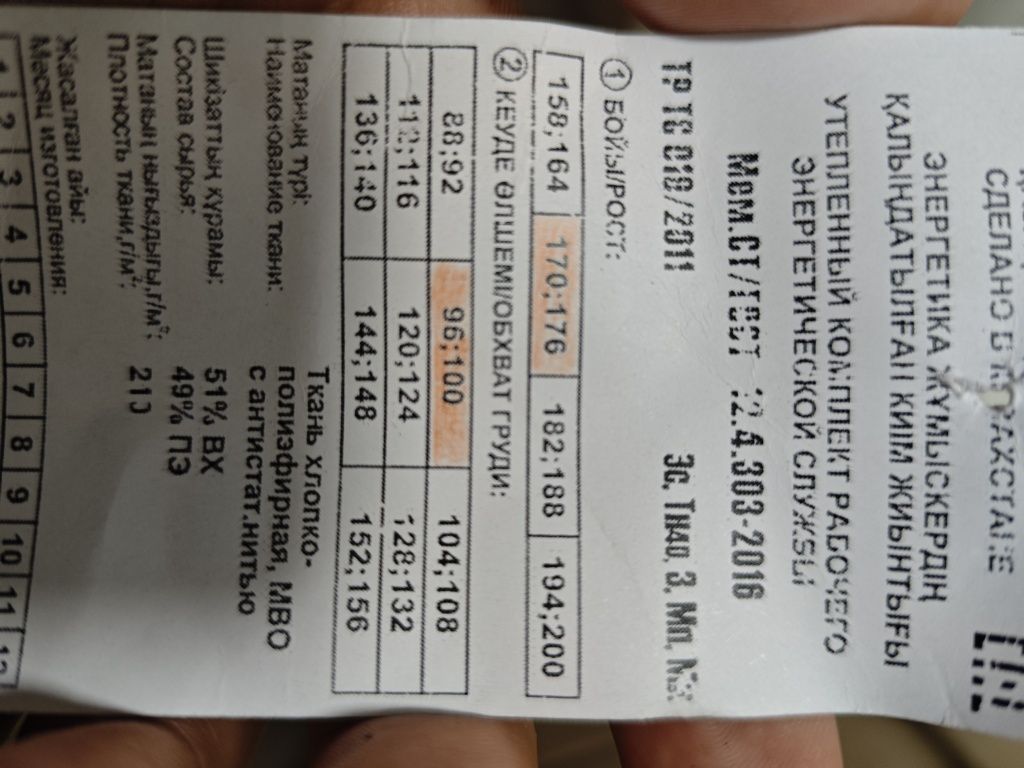 СДЕЛАНО В КАЗАХСТАНЕ
ЭНЕРГЕТИКА ЖҰМЫСКЕРДІҢ
ҚАЛЫҢДАТЫЛҒАН КИІМ ЖИЫНТЫҒЫ
УТЕПЛЕННЫЙ КОМПЛЕКТ РАБОЧЕГО
ЭНЕРГЕТИЧЕСКОЙ СЛУЖБЫ
Мем.СТ/ГОСТ 12.4.303-2016
ТР ТС 019/2011 Эс, Тн40, З, Ми,
1 БОЙЫ/РОСТ:
158;164 170;176 182;188 194;200
2 КЕУДЕ ӨЛШЕМІ/ОБХВАТ ГРУДИ:
88;92 96;100 104;108
112;116 120;124 128;132
136;140 144;148 152;156
Матаның түрі: Ткань хлопко-
Наименование ткани: полиэфирная, МВО
с антистат.нитью
Шикізаттың құрамы: 51% ВХ
Состав сырья: 49% ПЭ
Матаның нығыздығы,г/м²: 210
Плотность ткани,г/м²:
Жасалған айы:
Месяц изготовления:
1 2 3 4 5 6 7 8 9 10 11 12